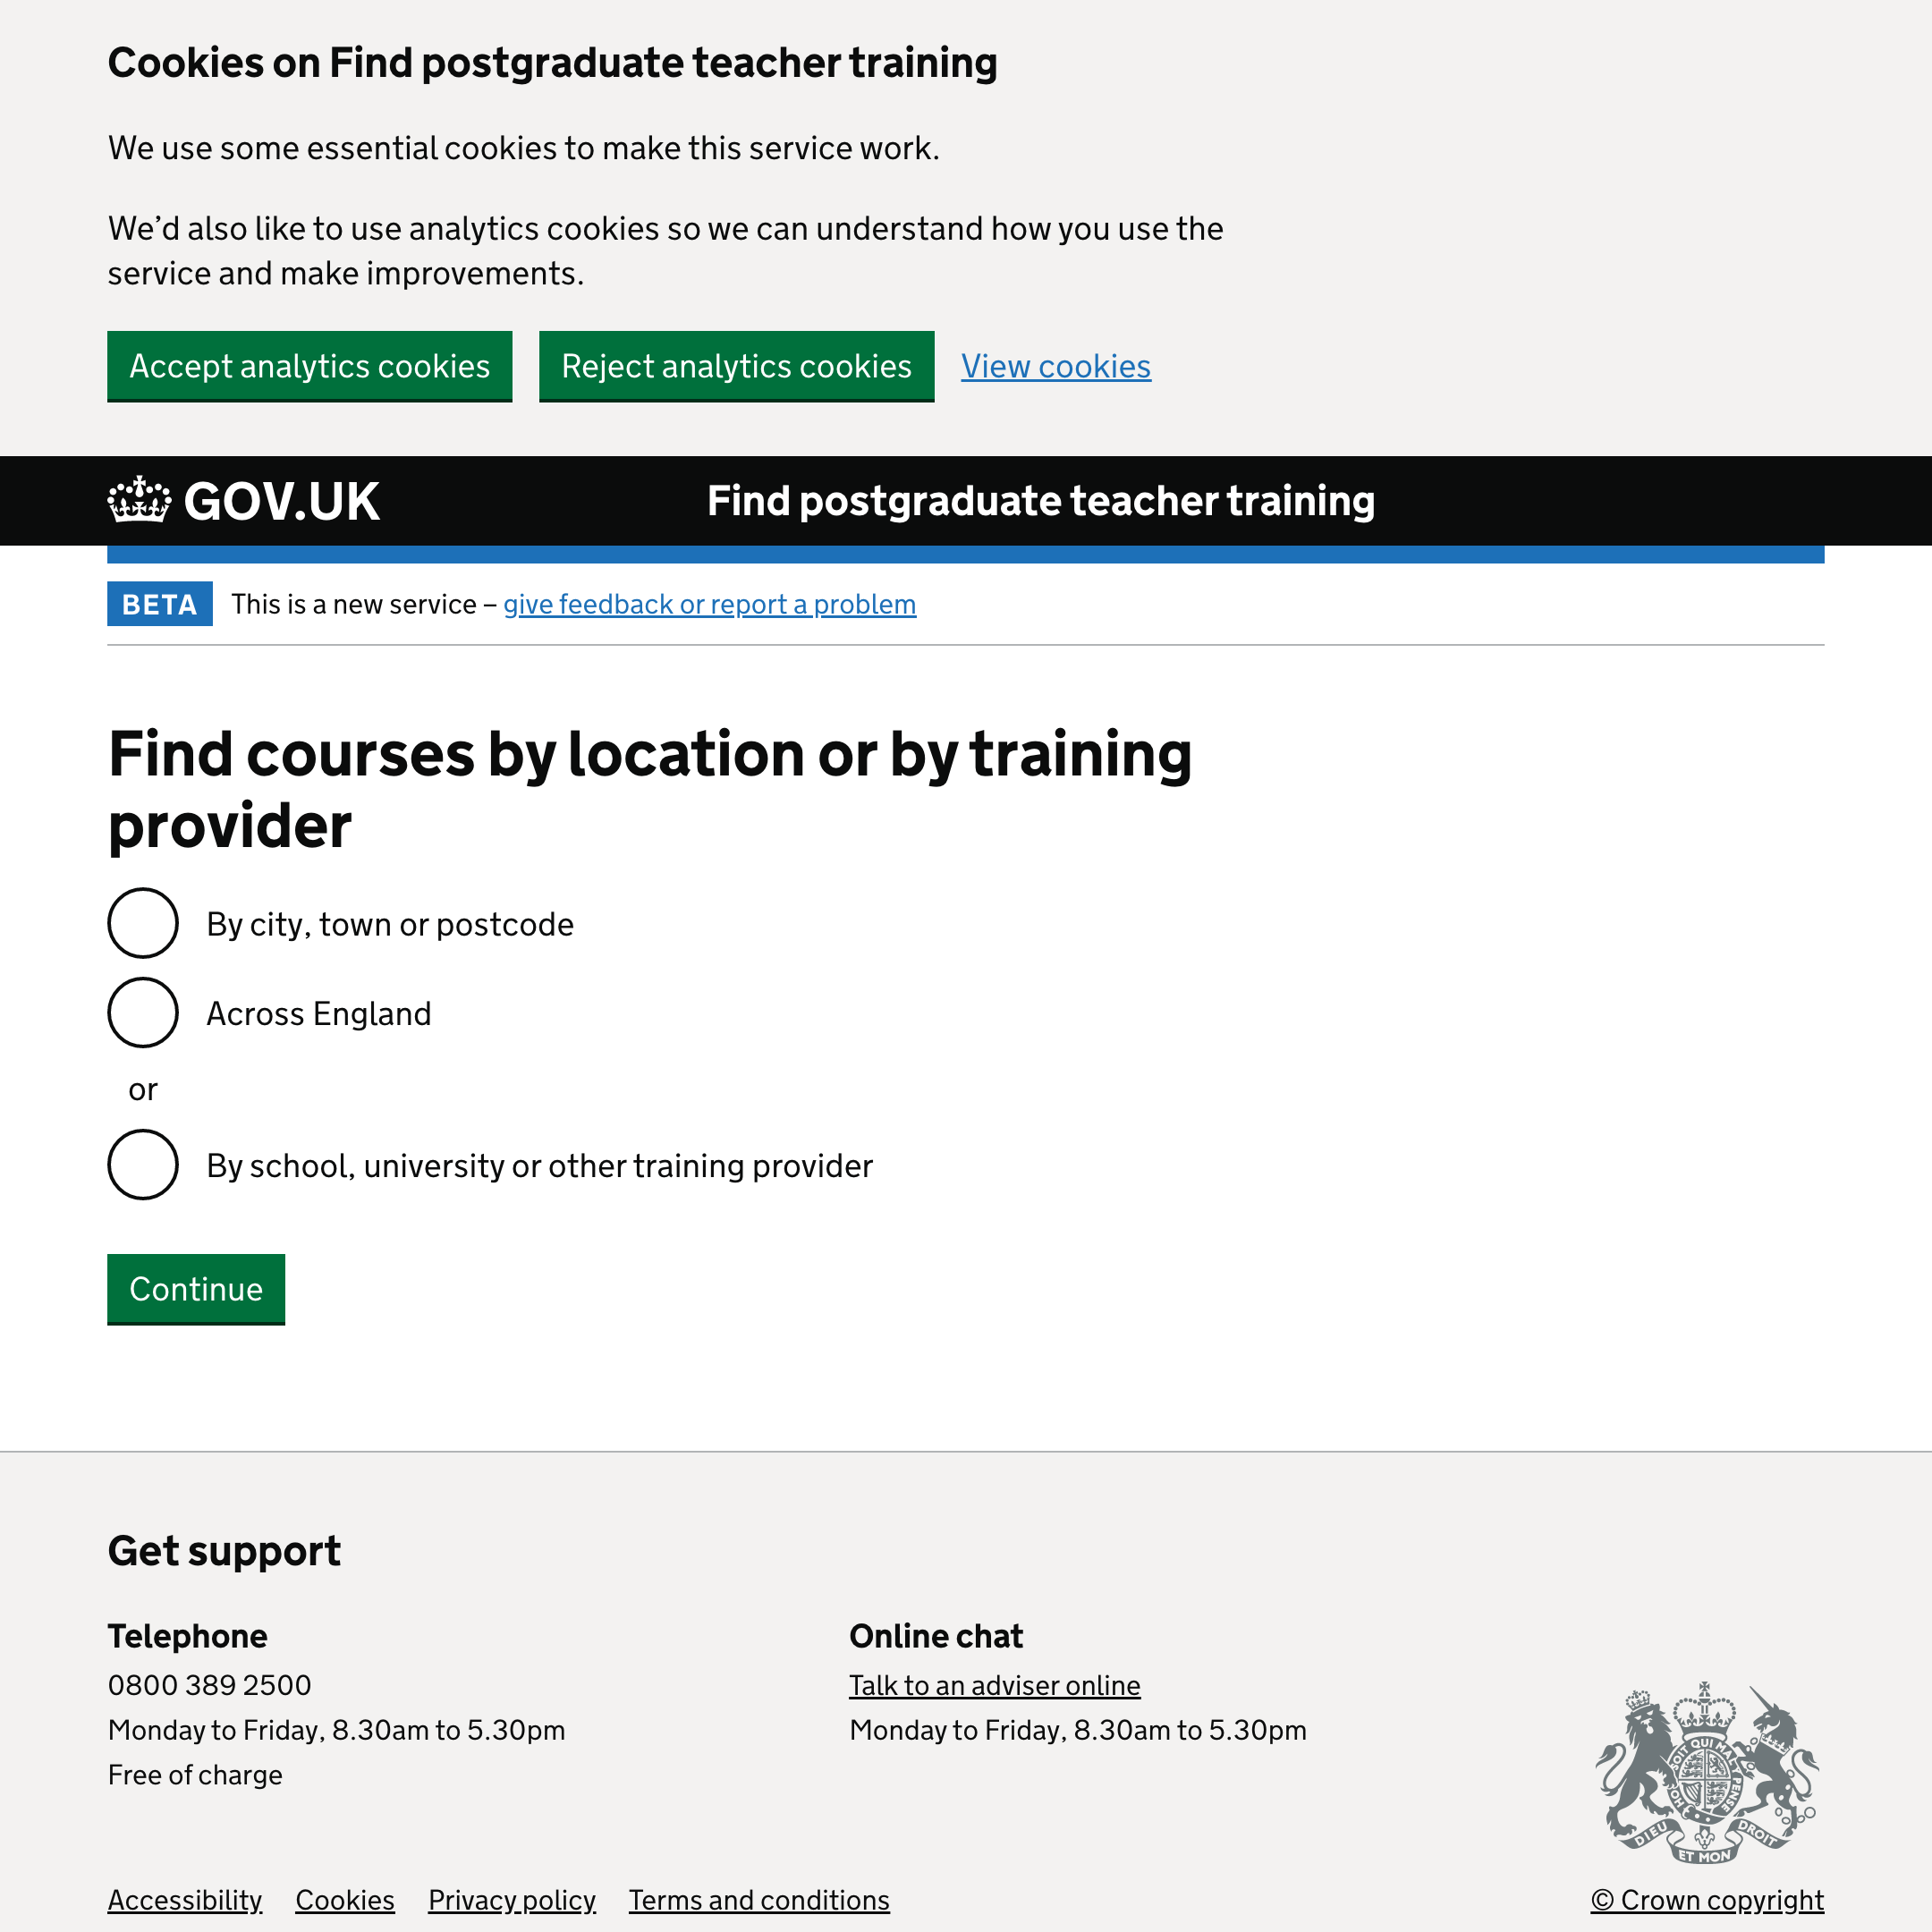 Cookies on Find postgraduate teacher training
We use some essential cookies to make this service work.
We’d also like to use analytics cookies so we can understand how you use the
service and make improvements.
Accept analytics cookies
Reject analytics cookies
View cookies
GOV.UK
Find postgraduate teacher training
BETA
This is a new service – give feedback or report a problem
Find courses by location or by training
provider
By city, town or postcode
Across England
or
By school, university or other training provider
Continue
Get support
Telephone
0800 389 2500
Monday to Friday, 8.30am to 5.30pm
Free of charge
Online chat
Talk to an adviser online
Monday to Friday, 8.30am to 5.30pm
SOIT QUI MAL
PENSE
DIEU
ET MON
DROIT
Accessibility
Cookies
Privacy policy
Terms and conditions
© Crown copyright